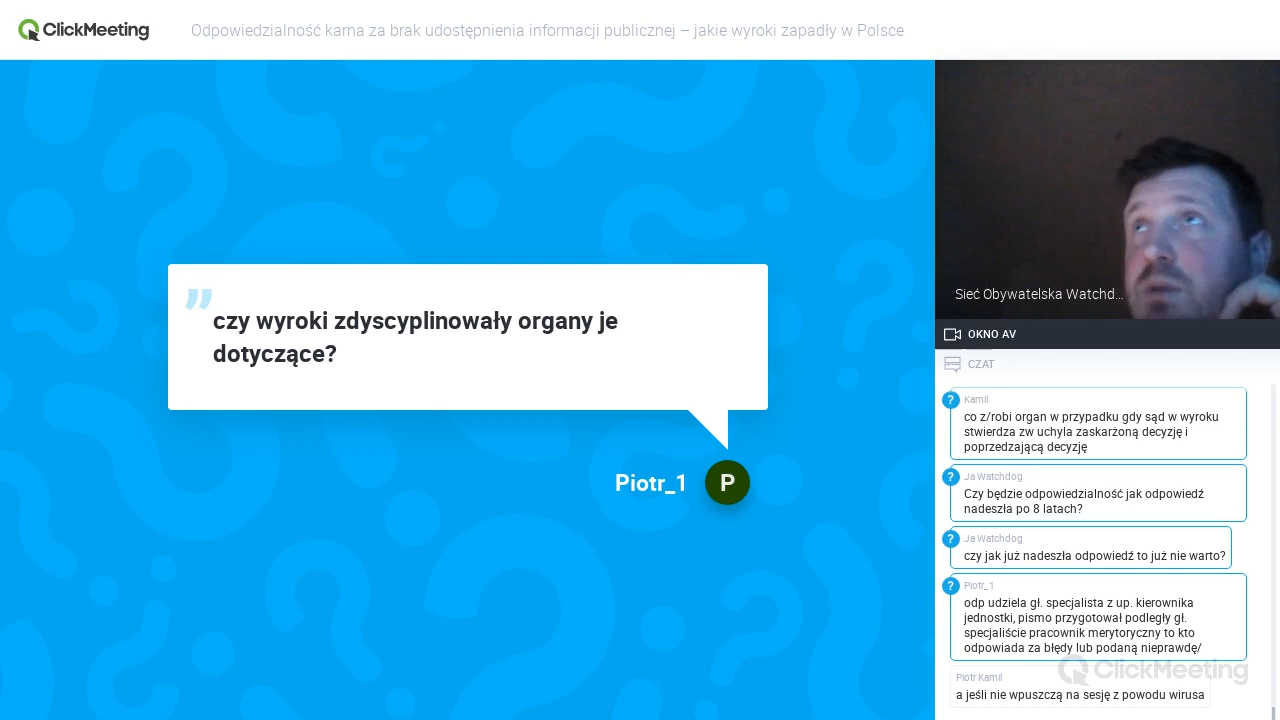 ClickMeeting
Odpowiedzialność karna za brak udostępnienia informacji publicznej – jakie wyroki zapadły w Polsce
czy wyroki zdyscyplinowały organy je
dotyczące?
Piotr_1
P
Sieć Obywatelska Watchd...
OKNO AV
CZAT
Kamil
co z/robi organ w przypadku gdy sąd w wyroku
stwierdza zw uchyla zaskarżoną decyzję i
poprzedzającą decyzję
Ja Watchdog
Czy będzie odpowiedzialność jak odpowiedź
nadeszła po 8 latach?
Ja Watchdog
czy jak już nadeszła odpowiedź to już nie warto?
Piotr_1
odp udziela gł. specjalista z up. kierownika
jednostki, pismo przygotował podległy gł.
specjaliście pracownik merytoryczny to kto
odpowiada za błędy lub podaną nieprawdę/
ClickMeeting
Piotr Kamil
a jeśli nie wpuszczą na sesję z powodu wirusa